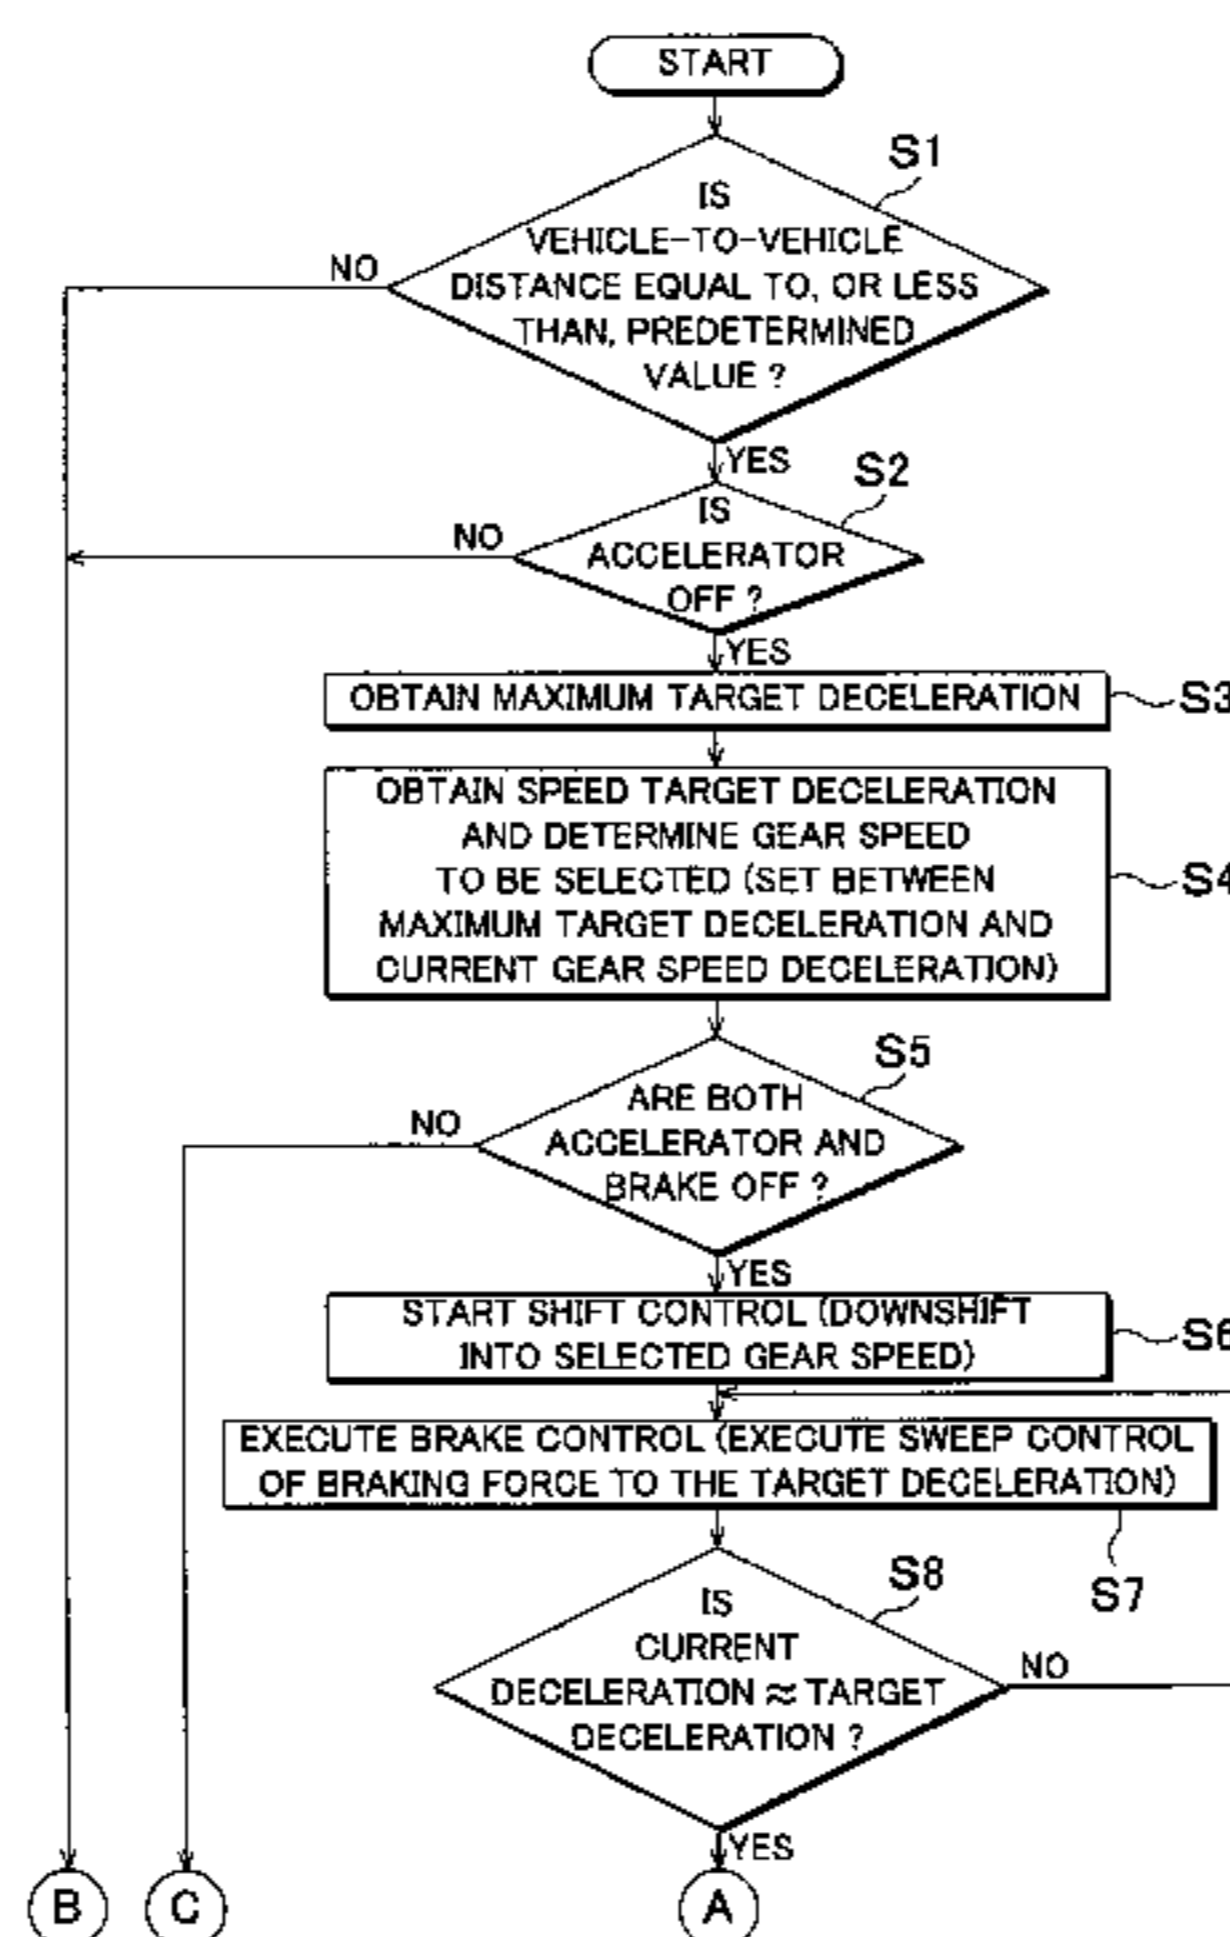 START
S1
IS
VEHICLE-TO-VEHICLE
DISTANCE EQUAL TO, OR LESS
THAN, PREDETERMINED
VALUE ?
NO
YES
S2
IS
ACCELERATOR
OFF ?
NO
YES
OBTAIN MAXIMUM TARGET DECELERATION
S3
OBTAIN SPEED TARGET DECELERATION
AND DETERMINE GEAR SPEED
TO BE SELECTED (SET BETWEEN
MAXIMUM TARGET DECELERATION AND
CURRENT GEAR SPEED DECELERATION)
S4
S5
ARE BOTH
ACCELERATOR AND
BRAKE OFF ?
NO
YES
START SHIFT CONTROL (DOWNSHIFT
INTO SELECTED GEAR SPEED)
S6
EXECUTE BRAKE CONTROL (EXECUTE SWEEP CONTROL
OF BRAKING FORCE TO THE TARGET DECELERATION)
S7
S8
IS
CURRENT
DECELERATION ≈ TARGET
DECELERATION ?
NO
YES
B
C
A